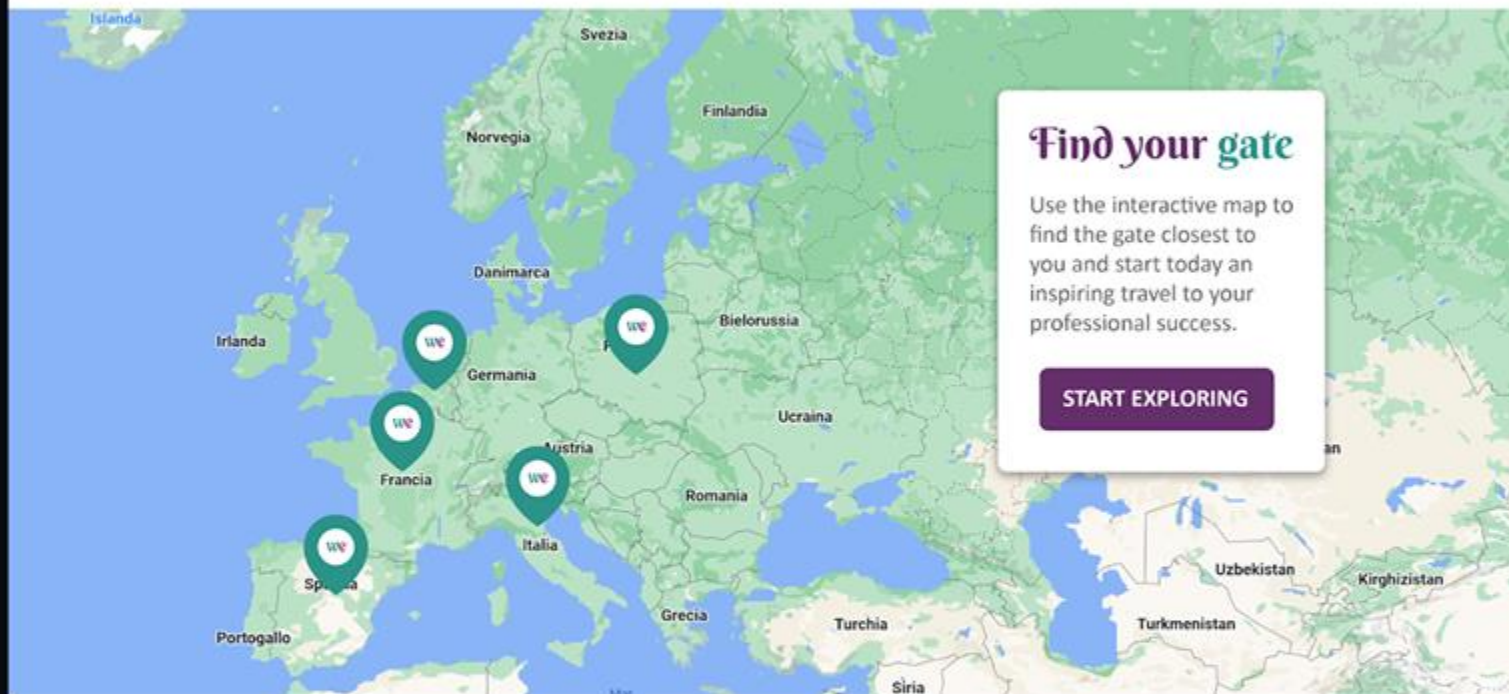 Islanda
Svezia
Finlandia
Norvegia
Find your gate
Use the interactive map to
find the gate closest to
you and start today an
inspiring travel to your
professional success.
START EXPLORING
Danimarca
Irlanda
we
we
Bielorussia
Germania
we
Ucraina
Austria
Francia
we
Romania
Italia
we
Uzbekistan
Kirghizistan
Portogallo
Grecia
Turchia
Turkmenistan
Siria